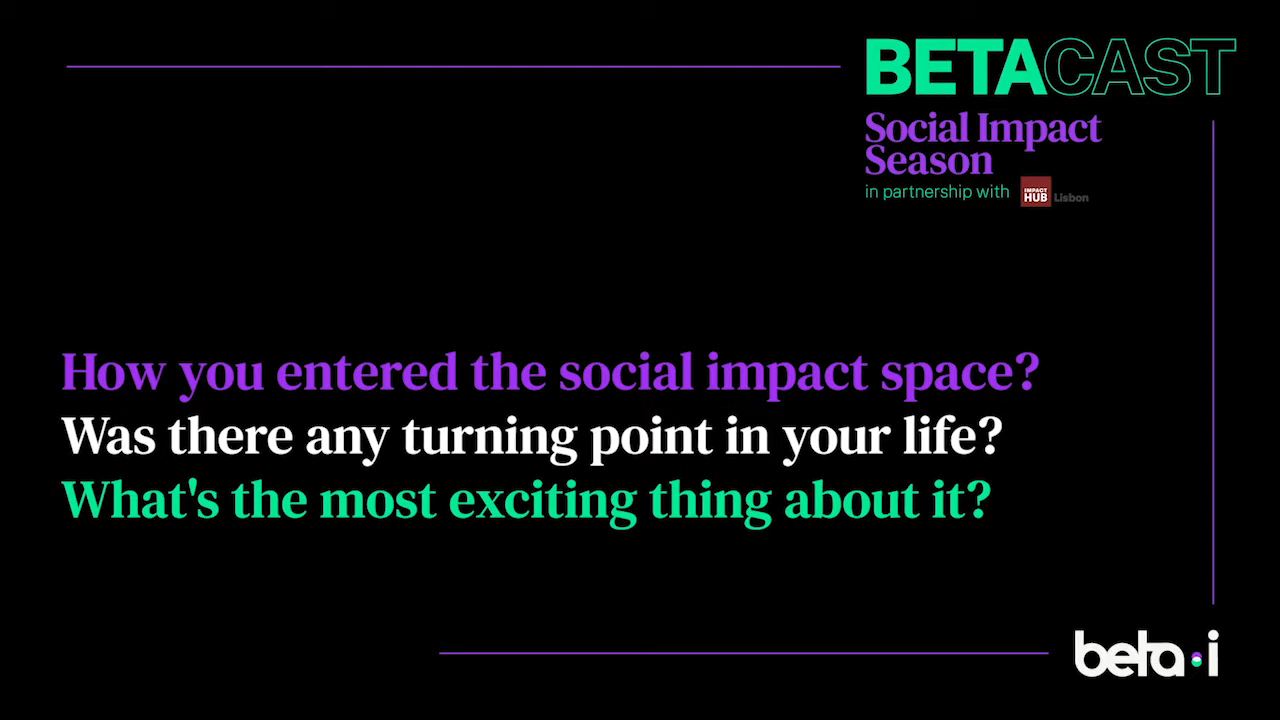 BETACAST
Social Impact
Season
in partnership with IMPACT HUB Lisbon
How you entered the social impact space?
Was there any turning point in your life?
What's the most exciting thing about it?
beta-i